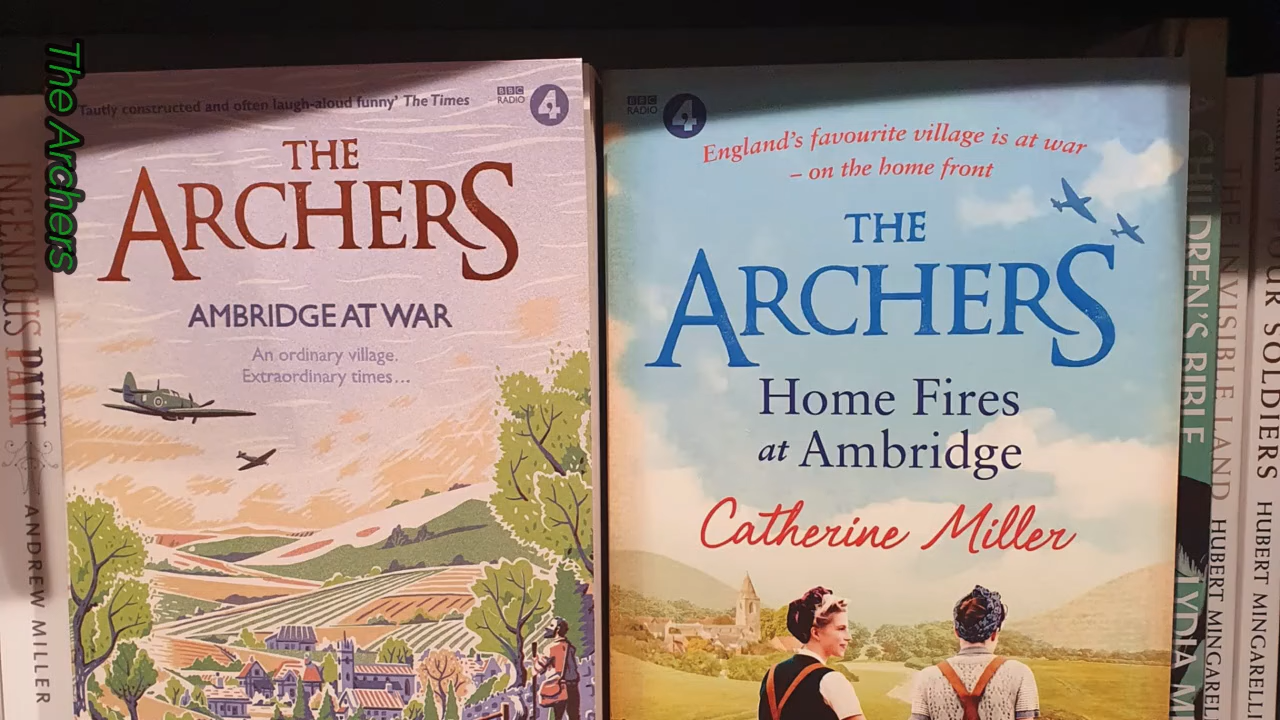 The Archers
'Tautly constructed and often laugh-aloud funny' The Times
BBC
RADIO
4
THE
ARCHERS
AMBRIDGE AT WAR
An ordinary village.
Extraordinary times...
BBC
RADIO
4
England's favourite village is at war
– on the home front
THE
ARCHERS
Home Fires
at Ambridge
Catherine Miller
INGENIOUS PAIN
ANDREW MILLER
CHILDREN'S BIBLE
LYDIA M
THE INVISIBLE LAND
HUBERT MINGAREL
OUR SOLDIERS
HUBERT MINGARELLI